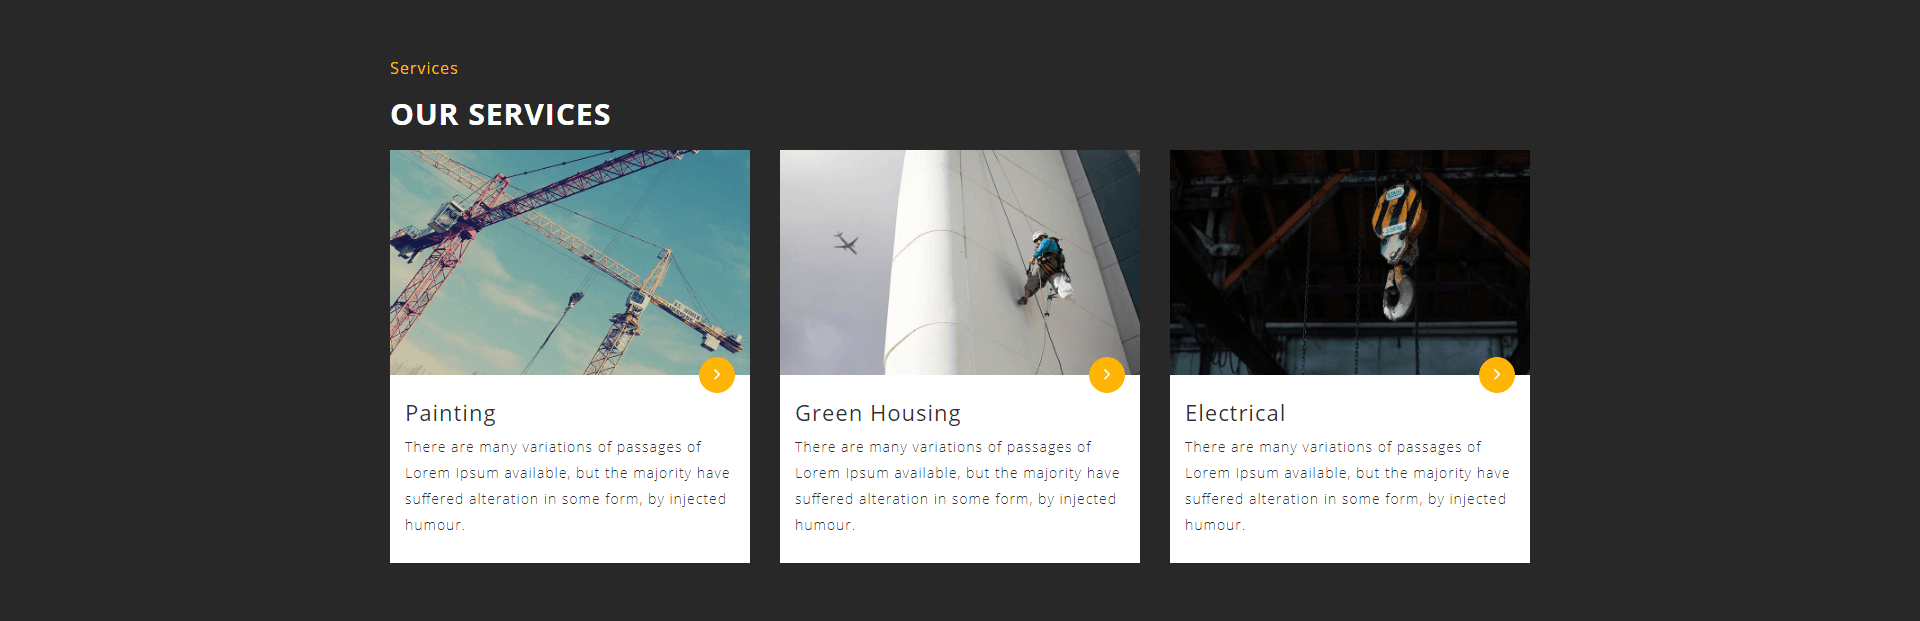 Services
OUR SERVICES
Painting
There are many variations of passages of
Lorem Ipsum available, but the majority have
suffered alteration in some form, by injected
humour.
Green Housing
There are many variations of passages of
Lorem Ipsum available, but the majority have
suffered alteration in some form, by injected
humour.
Electrical
There are many variations of passages of
Lorem Ipsum available, but the majority have
suffered alteration in some form, by injected
humour.